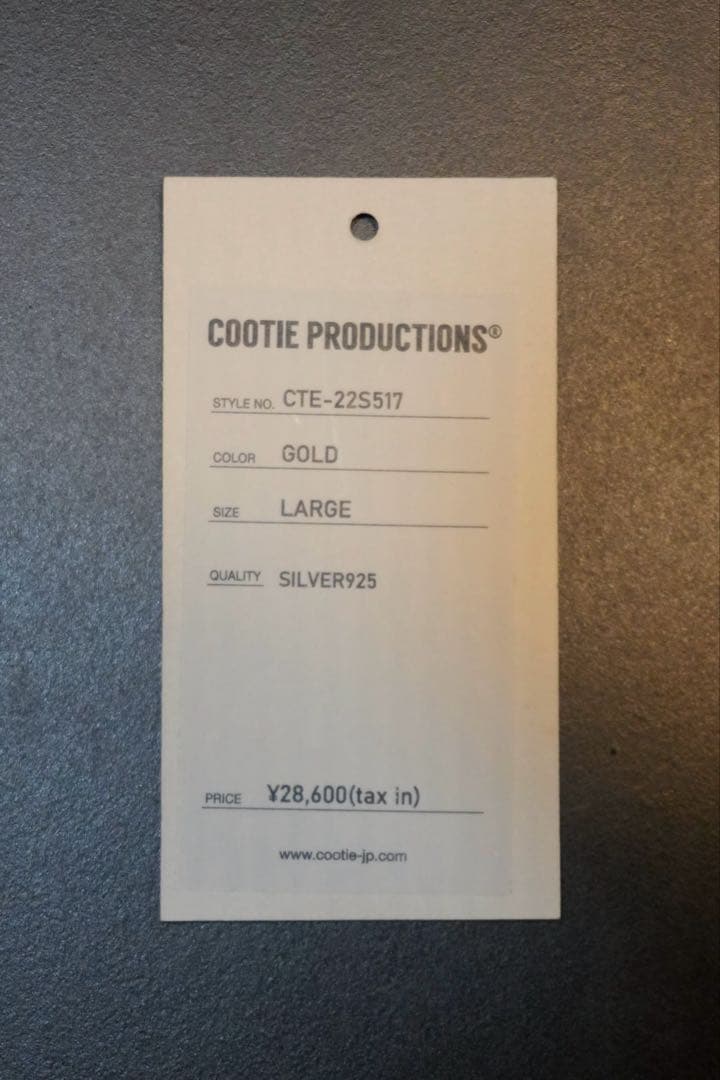 COOTIE PRODUCTIONS®
STYLE NO. CTE-22S517
COLOR GOLD
SIZE LARGE
QUALITY SILVER925
PRICE ¥28,600(tax in)
www.cootie-jp.com